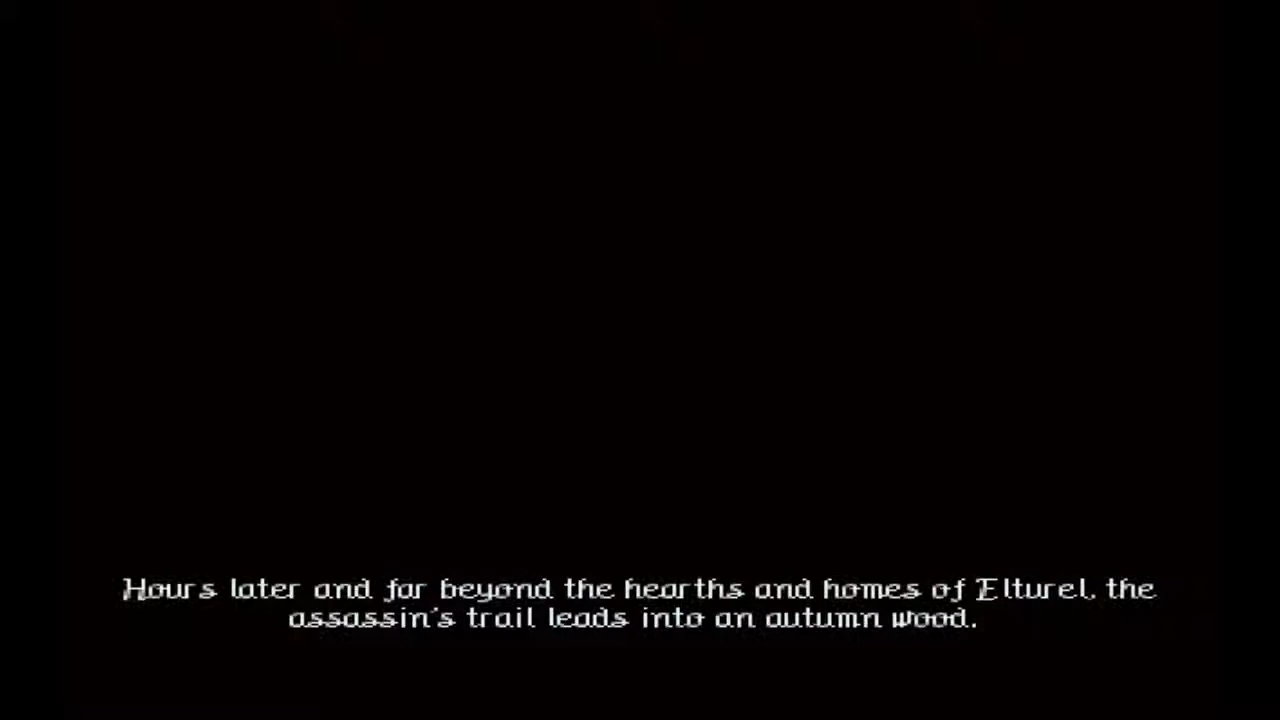 Hours later and far beyond the hearths and homes of Elturel, the
assassin's trail leads into an autumn wood.